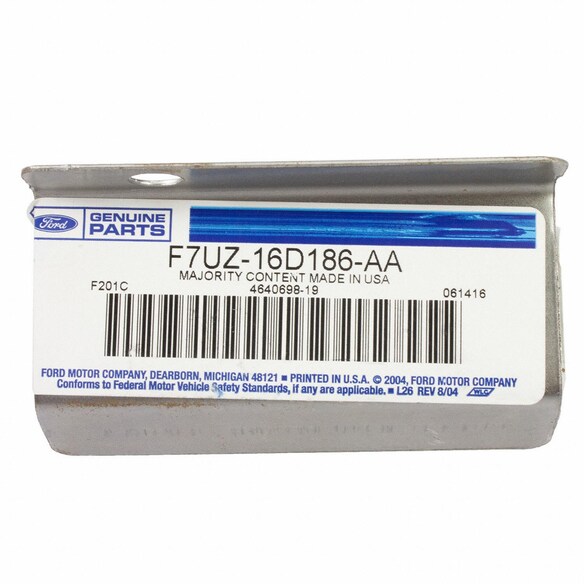 Ford
GENUINE
PARTS
F7UZ-16D186-AA
MAJORITY CONTENT MADE IN USA
F201C 4640698-19 061416
FORD MOTOR COMPANY, DEARBORN, MICHIGAN 48121 ■ PRINTED IN U.S.A. © 2004, FORD MOTOR COMPANY
Conforms to Federal Motor Vehicle Safety Standards, if any are applicable. ■ L26 REV 8/04 WLC